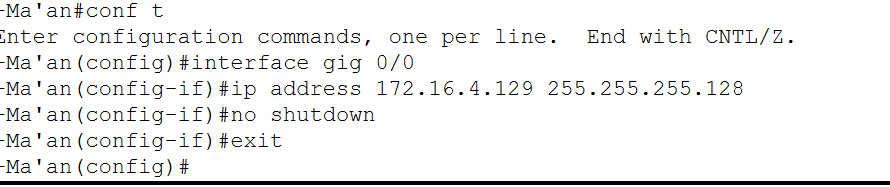 -Ma'an#conf t
Enter configuration commands, one per line.  End with CNTL/Z.
-Ma'an(config)#interface gig 0/0
-Ma'an(config-if)#ip address 172.16.4.129 255.255.255.128
-Ma'an(config-if)#no shutdown
-Ma'an(config-if)#exit
-Ma'an(config)#